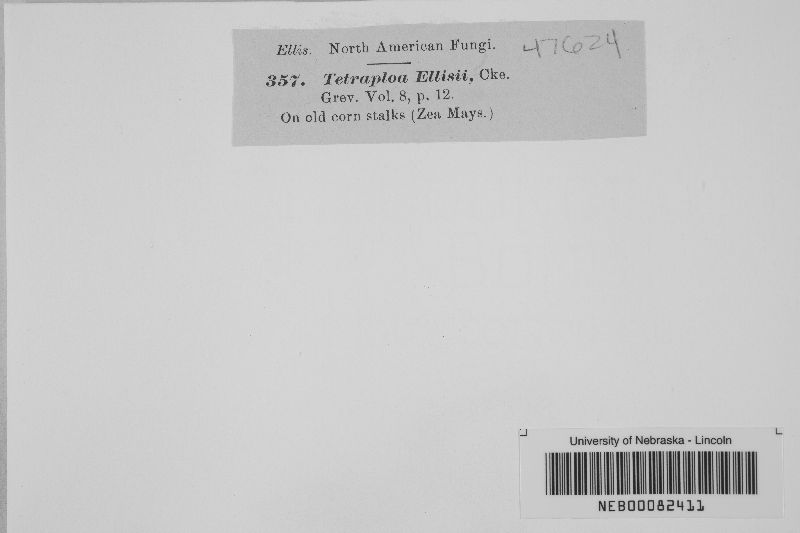 Ellis. North American Fungi. 47624
357. Tetraploa Ellisii, Cke.
Grev. Vol. 8, p. 12.
On old corn stalks (Zea Mays.)
University of Nebraska - Lincoln
NEB00082411